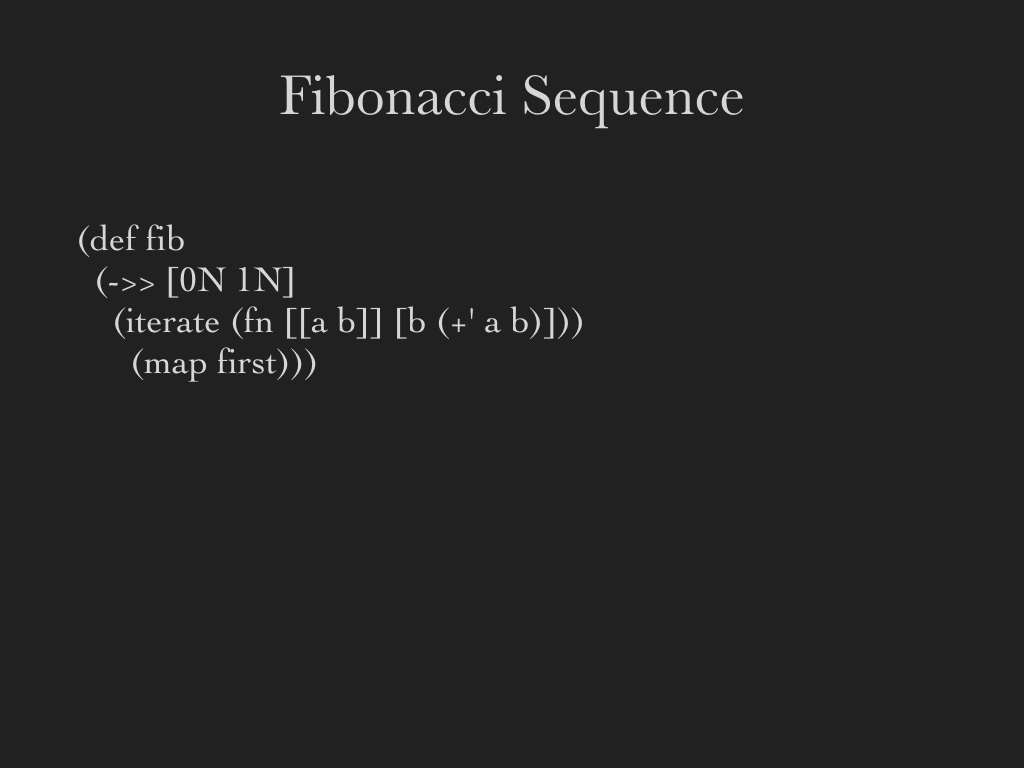 Fibonacci Sequence
(def fib
(->> [0N 1N]
(iterate (fn [[a b]] [b (+' a b)]))
(map first)))